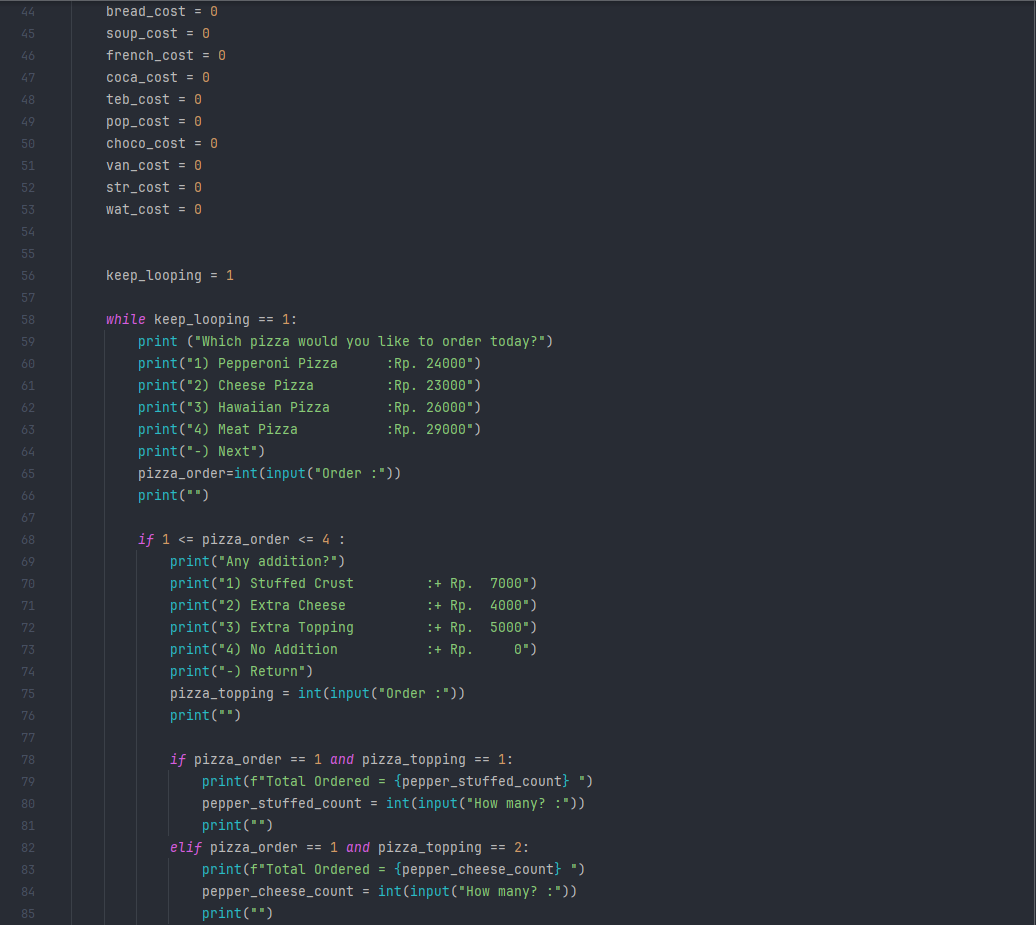 44 bread_cost = 0
45 soup_cost = 0
46 french_cost = 0
47 coca_cost = 0
48 teb_cost = 0
49 pop_cost = 0
50 choco_cost = 0
51 van_cost = 0
52 str_cost = 0
53 wat_cost = 0
54
55
56 keep_looping = 1
57
58 while keep_looping == 1:
59     print ("Which pizza would you like to order today?")
60     print("1) Pepperoni Pizza      :Rp. 24000")
61     print("2) Cheese Pizza         :Rp. 23000")
62     print("3) Hawaiian Pizza       :Rp. 26000")
63     print("4) Meat Pizza           :Rp. 29000")
64     print("-) Next")
65     pizza_order=int(input("Order :"))
66     print("")
67
68     if 1 <= pizza_order <= 4 :
69         print("Any addition?")
70         print("1) Stuffed Crust         :+ Rp.  7000")
71         print("2) Extra Cheese          :+ Rp.  4000")
72         print("3) Extra Topping         :+ Rp.  5000")
73         print("4) No Addition           :+ Rp.     0")
74         print("-) Return")
75         pizza_topping = int(input("Order :"))
76         print("")
77
78         if pizza_order == 1 and pizza_topping == 1:
79             print(f"Total Ordered = {pepper_stuffed_count} ")
80             pepper_stuffed_count = int(input("How many? :"))
81             print("")
82         elif pizza_order == 1 and pizza_topping == 2:
83             print(f"Total Ordered = {pepper_cheese_count} ")
84             pepper_cheese_count = int(input("How many? :"))
85             print("")